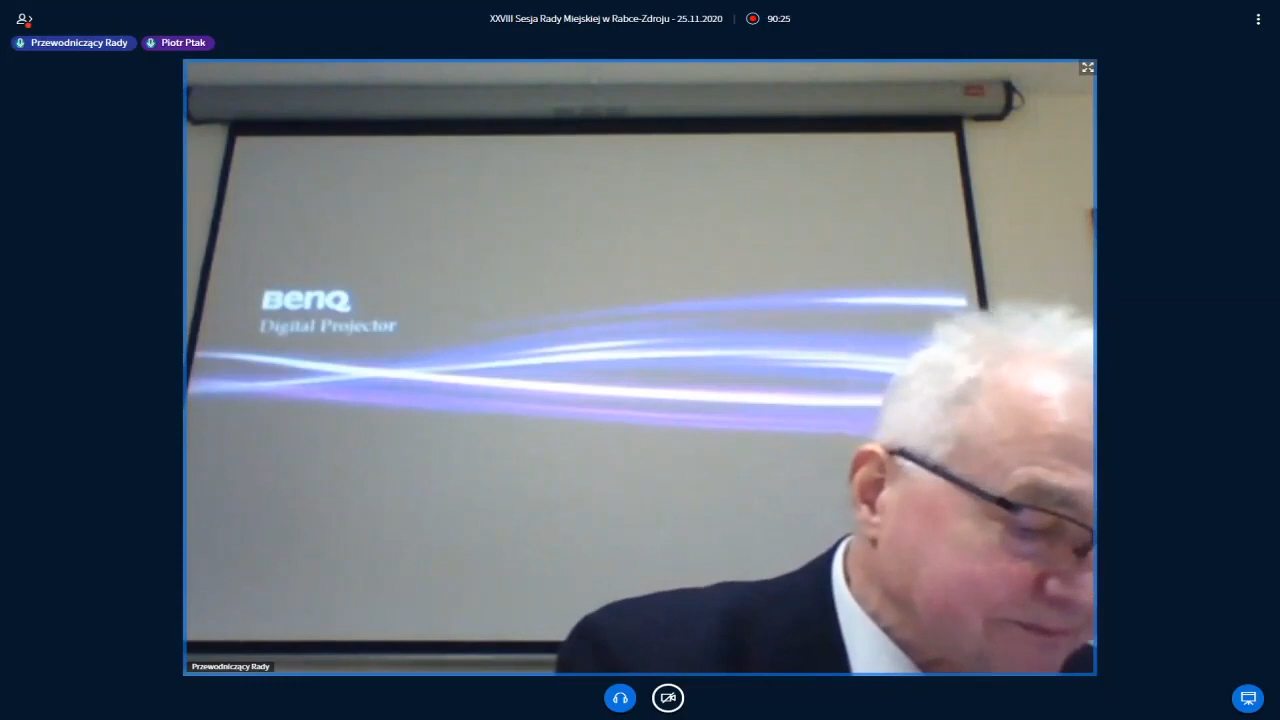 XXVIII Sesja Rady Miejskiej w Rabce-Zdroju - 25.11.2020
90:25
Przewodniczący Rady
Piotr Ptak
BenQ
Digital Projector
Przewodniczący Rady